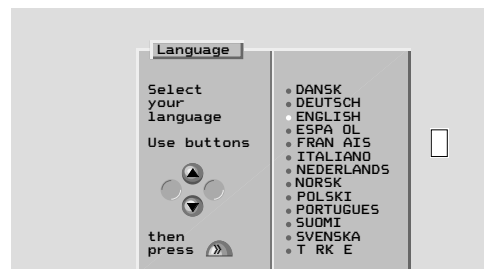 Language
Select
your
language
Use buttons
then
press
DANSK
DEUTSCH
ENGLISH
ESPA OL
FRAN AIS
ITALIANO
NEDERLANDS
NORSK
POLSKI
PORTUGUES
SUOMI
SVENSKA
T RK E